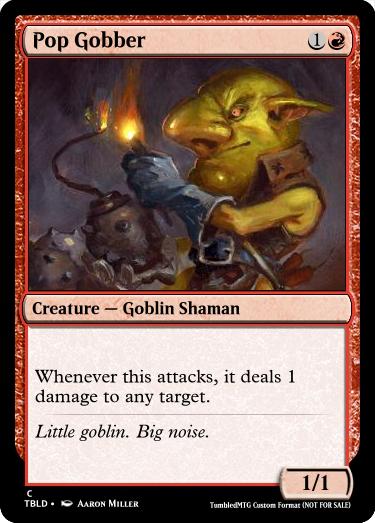 Pop Gobber 1
Creature — Goblin Shaman
Whenever this attacks, it deals 1
damage to any target.
Little goblin. Big noise.
1/1
C
TBLD • Aaron Miller
TumbledMTG Custom Format (NOT FOR SALE)